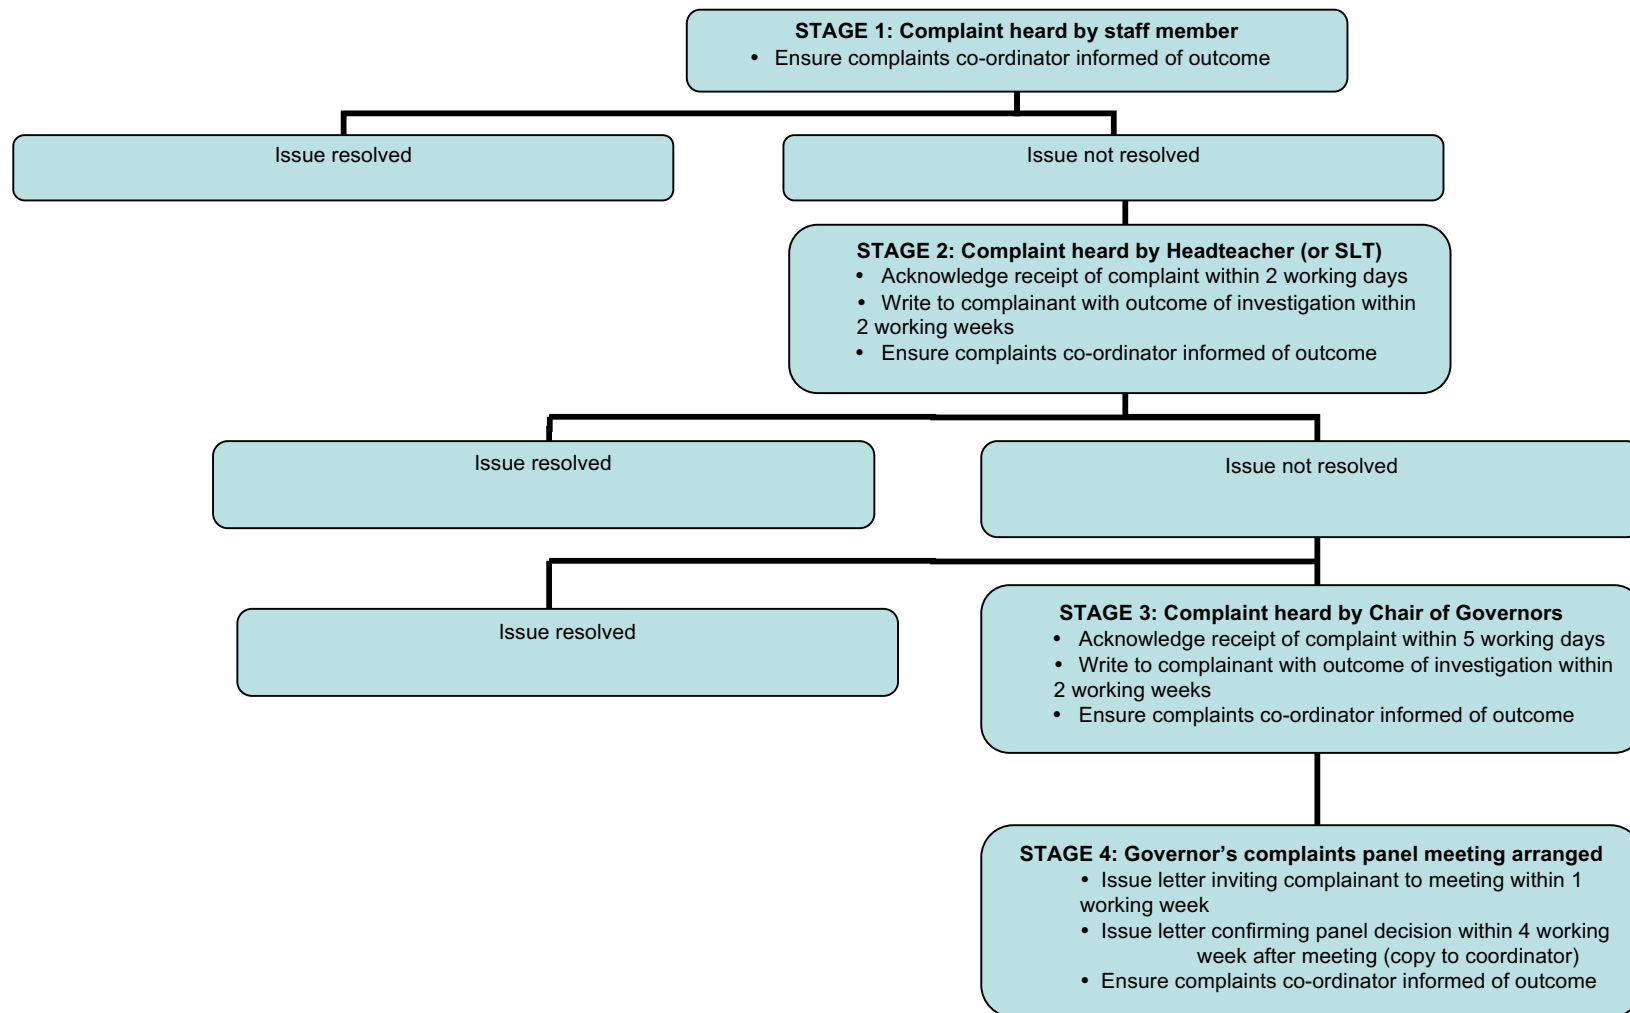 STAGE 1: Complaint heard by staff member
• Ensure complaints co-ordinator informed of outcome
Issue resolved
Issue not resolved
STAGE 2: Complaint heard by Headteacher (or SLT)
• Acknowledge receipt of complaint within 2 working days
• Write to complainant with outcome of investigation within
2 working weeks
• Ensure complaints co-ordinator informed of outcome
Issue resolved
Issue not resolved
Issue resolved
STAGE 3: Complaint heard by Chair of Governors
• Acknowledge receipt of complaint within 5 working days
• Write to complainant with outcome of investigation within
2 working weeks
• Ensure complaints co-ordinator informed of outcome
STAGE 4: Governor’s complaints panel meeting arranged
• Issue letter inviting complainant to meeting within 1
working week
• Issue letter confirming panel decision within 4 working
week after meeting (copy to coordinator)
• Ensure complaints co-ordinator informed of outcome